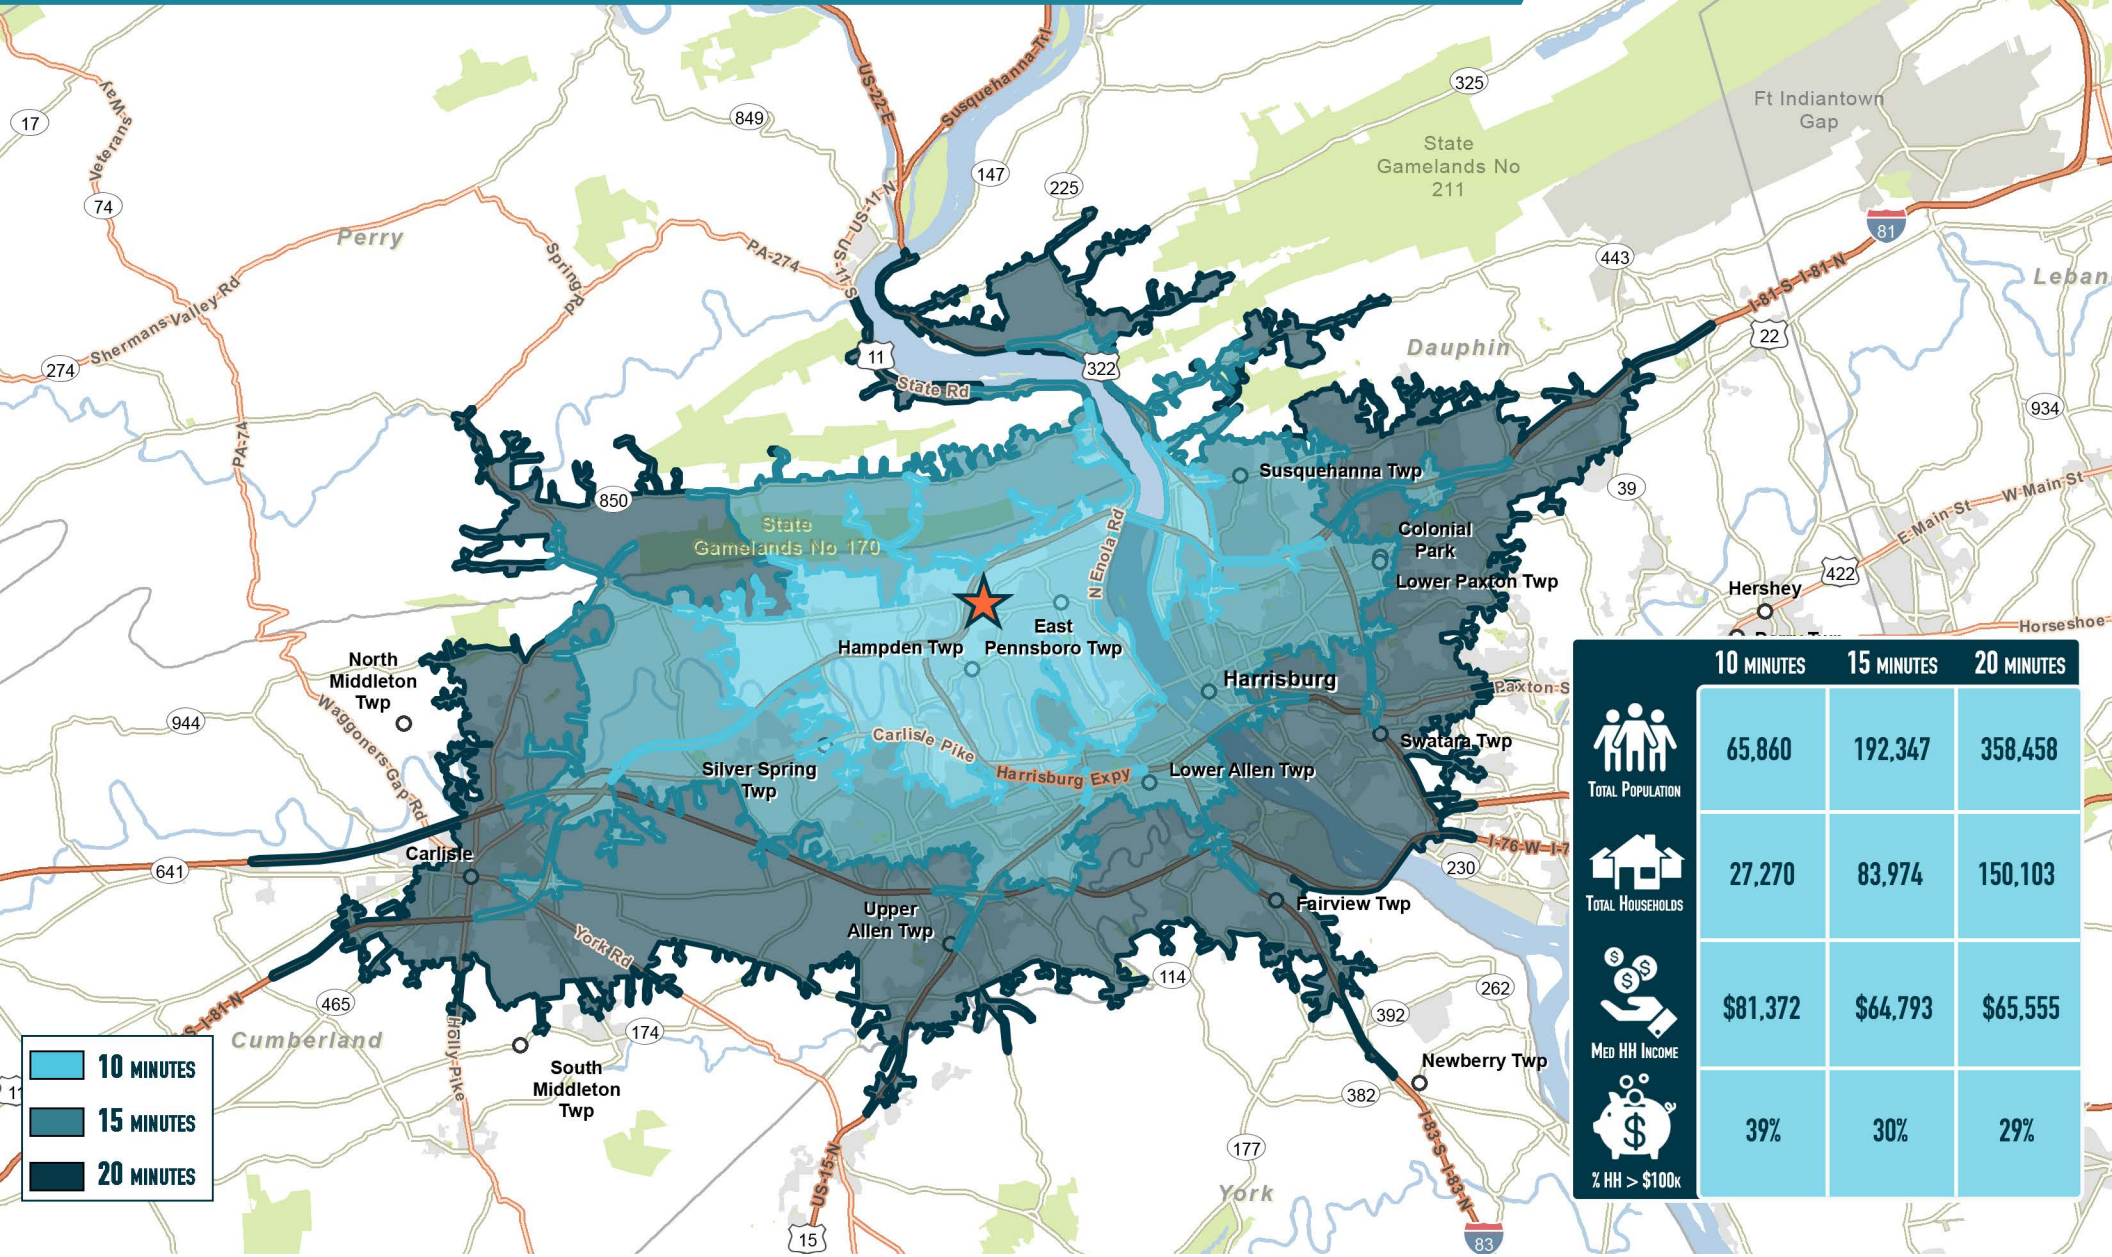 US-22-E
Susquehanna-Trl
325
Ft Indiantown
Gap
17
Veterans
Way
849
State
Gamelands No
211
147
225
74
US-11-N
US-11-S
81
Perry
Spring Rd
PA-274
443
I-81-S-I-81-N
Shermans Valley Rd
22
Dauphin
274
11
322
State Rd
934
PA-74
Susquehanna Twp
850
39
W Main St
E Main St
State
Gamelands No 170
Colonial
Park
N Enola Rd
422
Lower Paxton Twp
Hershey
East
Pennsboro Twp
Hampden Twp
Horseshoe
North
Middleton
Twp
Harrisburg
Paxton-S
944
Waggoners-Gap-Rd
Carlisle Pike
Swatara Twp
Silver Spring
Twp
Harrisburg Expy
Lower Allen Twp
Carlisle
641
I-76-W-I-7
230
Upper
Allen Twp
Fairview Twp
York Rd
114
262
S-I-81-N
465
174
392
Cumberland
Holly-Pike
South
Middleton
Twp
Newberry Twp
382
I-83-S-I-83-N
177
York
US-15-N
15
83
10 MINUTES
15 MINUTES
20 MINUTES
10 MINUTES 15 MINUTES 20 MINUTES
TOTAL POPULATION 65,860 192,347 358,458
TOTAL HOUSEHOLDS 27,270 83,974 150,103
MED HH INCOME $81,372 $64,793 $65,555
% HH > $100K 39% 30% 29%